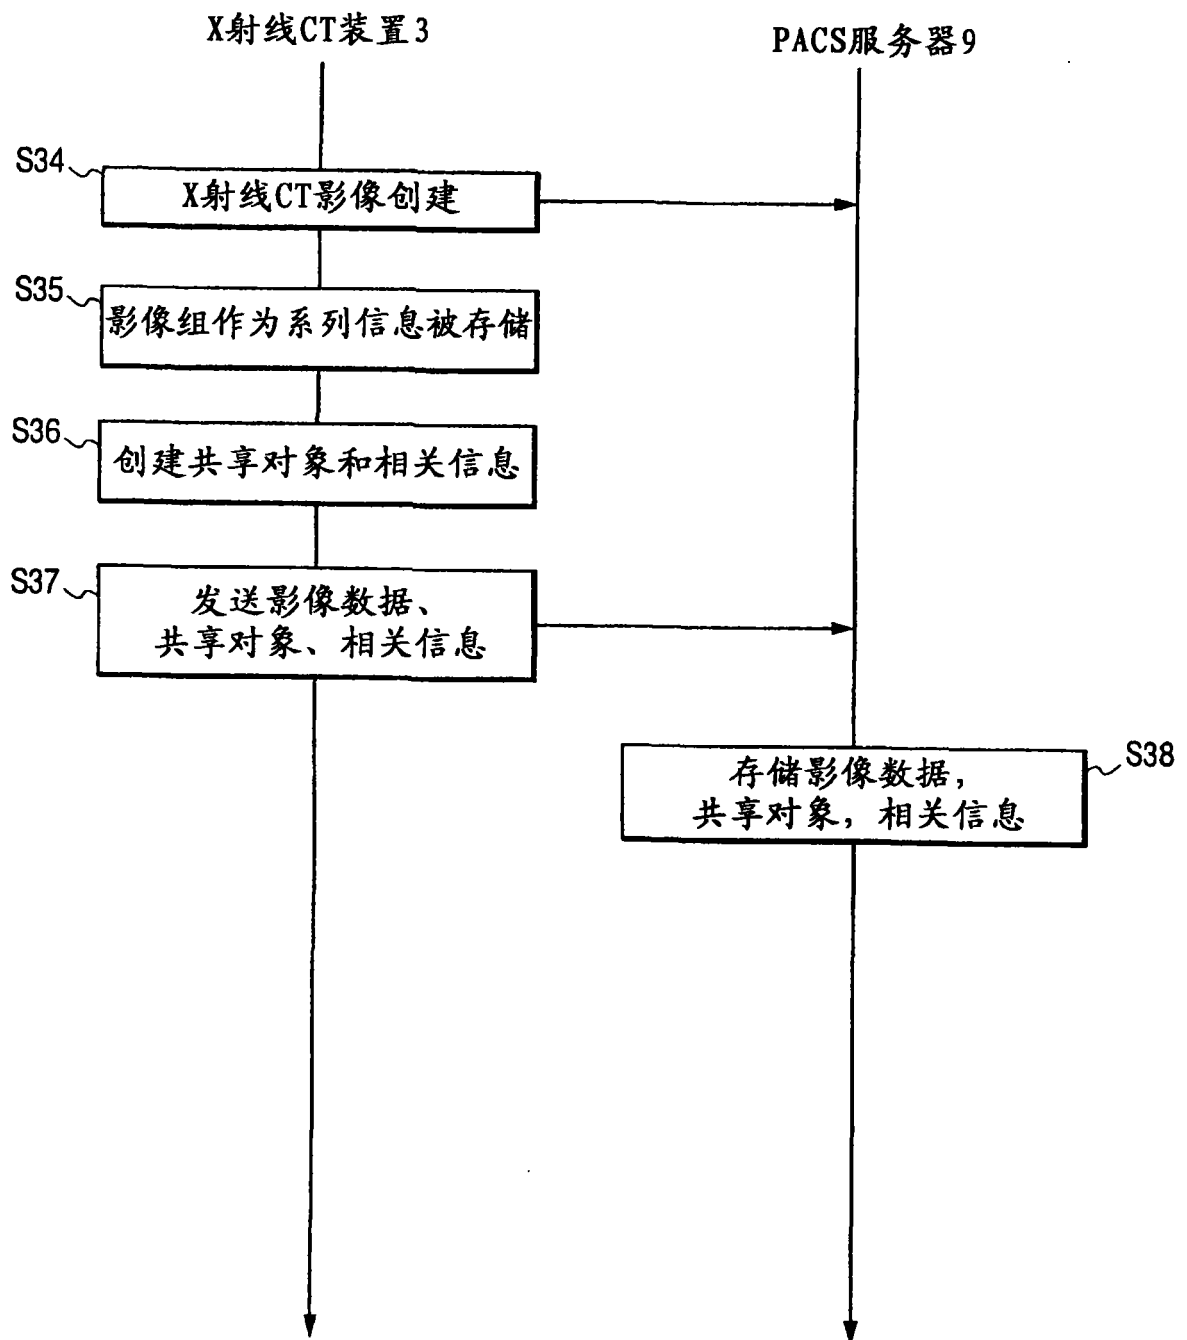 X射线CT装置3
PACS服务器9
S34
X射线CT影像创建
S35
影像组作为系列信息被存储
S36
创建共享对象和相关信息
S37
发送影像数据、
共享对象、相关信息
S38
存储影像数据,
共享对象,相关信息